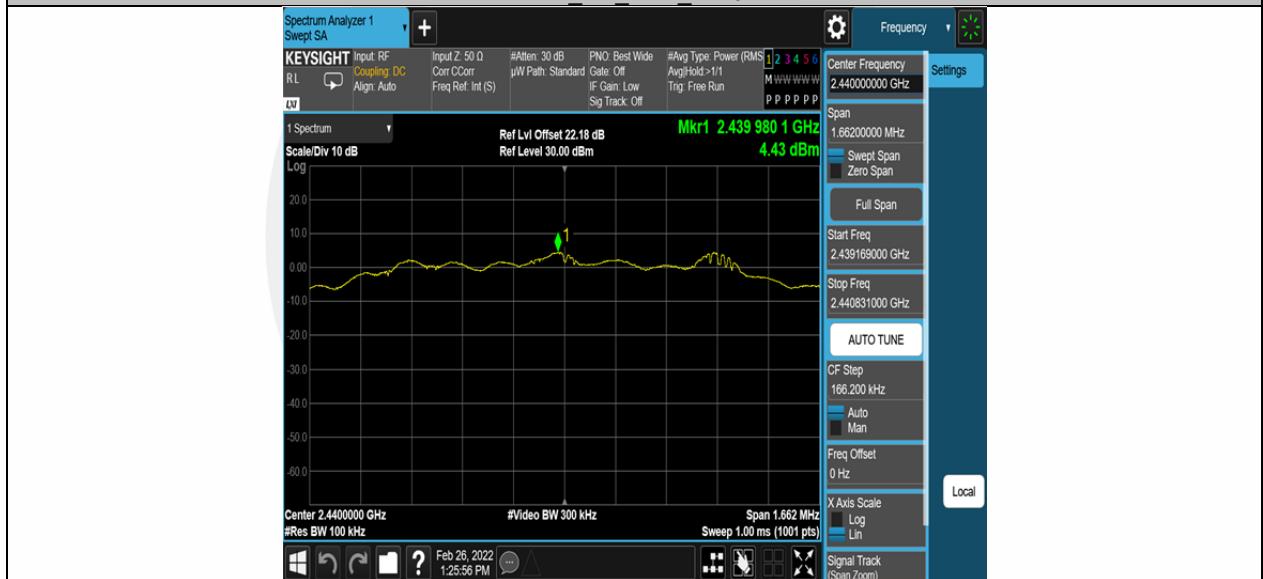 Spectrum Analyzer 1
Swept SA
+
Frequency
KEYSIGHT
RL
LXI
Input: RF
Coupling: DC
Align: Auto
Input Z: 50 Ω
Corr CCorr
Freq Ref: Int (S)
#Atten: 30 dB
µW Path: Standard
PNO: Best Wide
Gate: Off
IF Gain: Low
Sig Track: Off
#Avg Type: Power (RMS
Avg|Hold:>1/1
Trig: Free Run
1 2 3 4 5 6
M W W W W W
P P P P P P
Center Frequency
2.440000000 GHz
Settings
Span
1.66200000 MHz
Swept Span
Zero Span
Full Span
Start Freq
2.439169000 GHz
Stop Freq
2.440831000 GHz
AUTO TUNE
CF Step
166.200 kHz
Auto
Man
Freq Offset
0 Hz
X Axis Scale
Log
Lin
Signal Track
(Span Zoom)
Local
1 Spectrum
Scale/Div 10 dB
Log
Ref Lvl Offset 22.18 dB
Ref Level 30.00 dBm
Mkr1 2.439 980 1 GHz
4.43 dBm
20.0
10.0
1
0.00
-10.0
-20.0
-30.0
-40.0
-50.0
-60.0
Center 2.4400000 GHz
#Res BW 100 kHz
#Video BW 300 kHz
Span 1.662 MHz
Sweep 1.00 ms (1001 pts)
?
Feb 26, 2022
1:25:56 PM